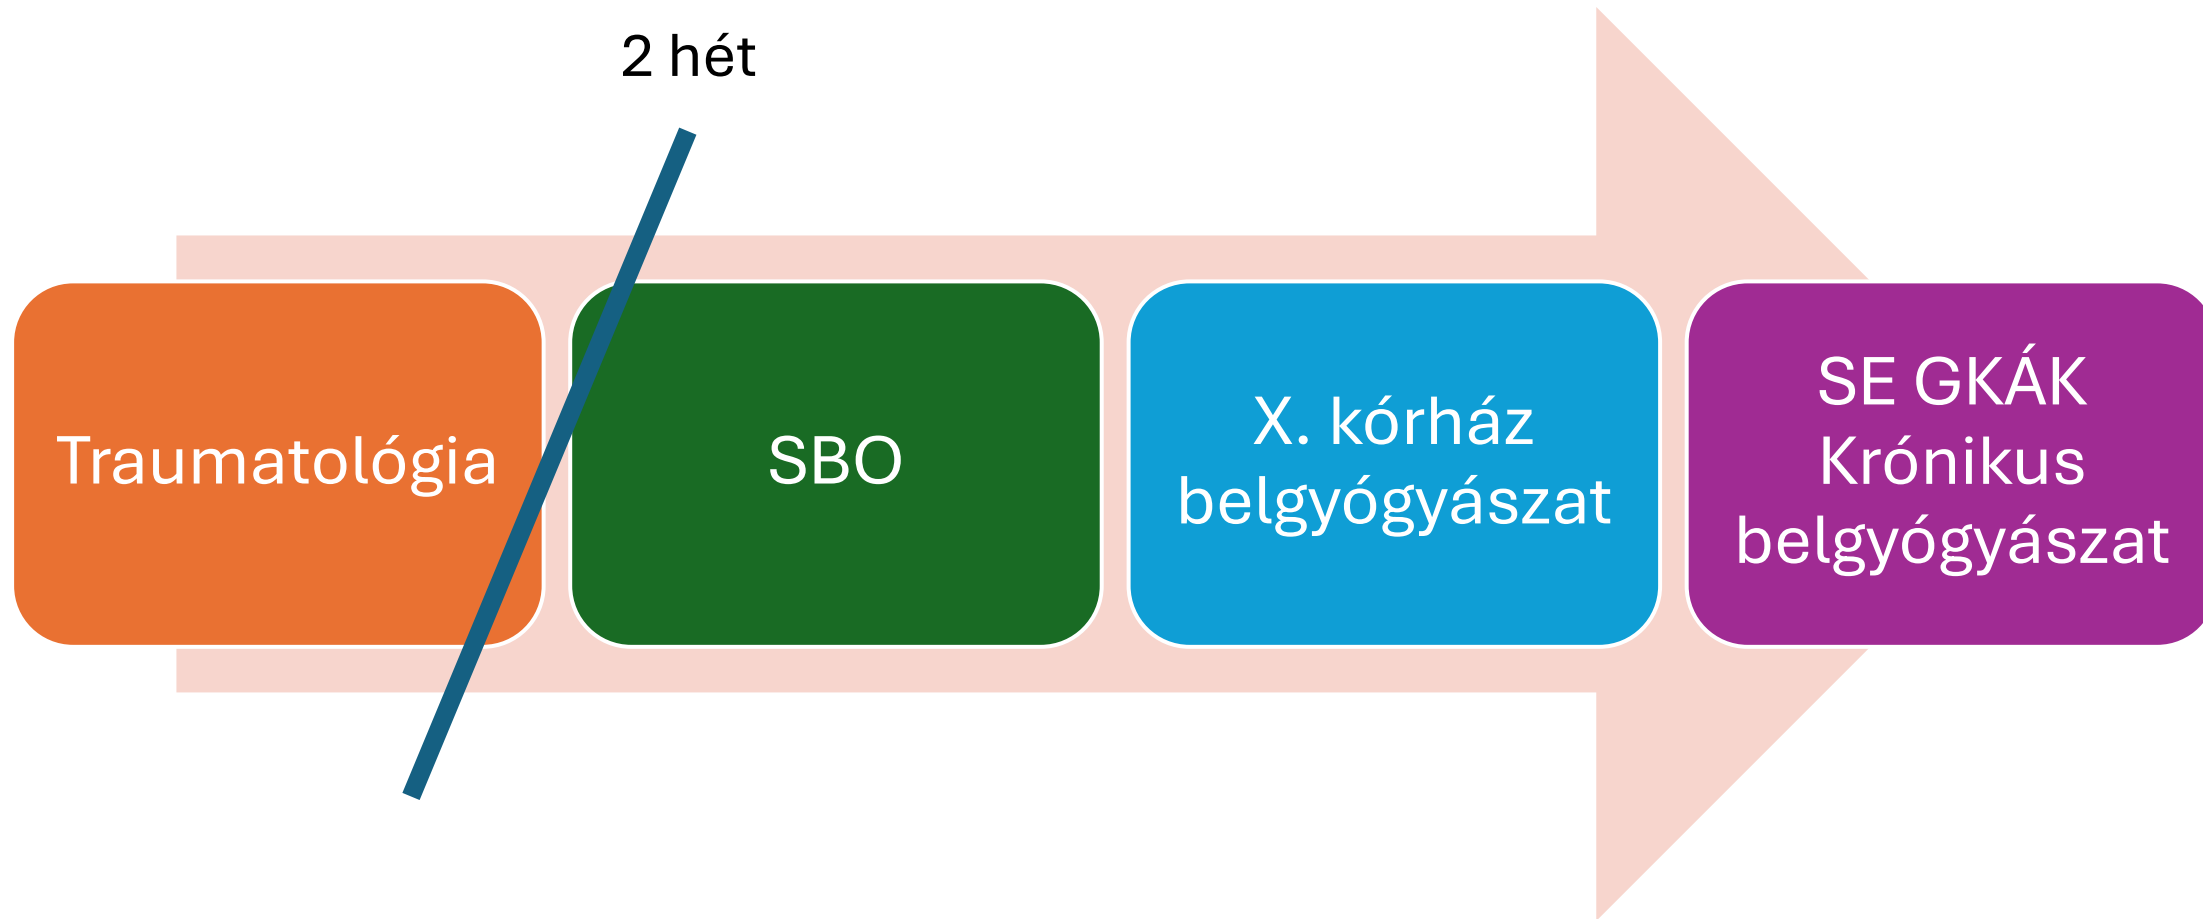 2 hét
Traumatológia
SBO
X. kórház
belgyógyászat
SE GKÁK
Krónikus
belgyógyászat